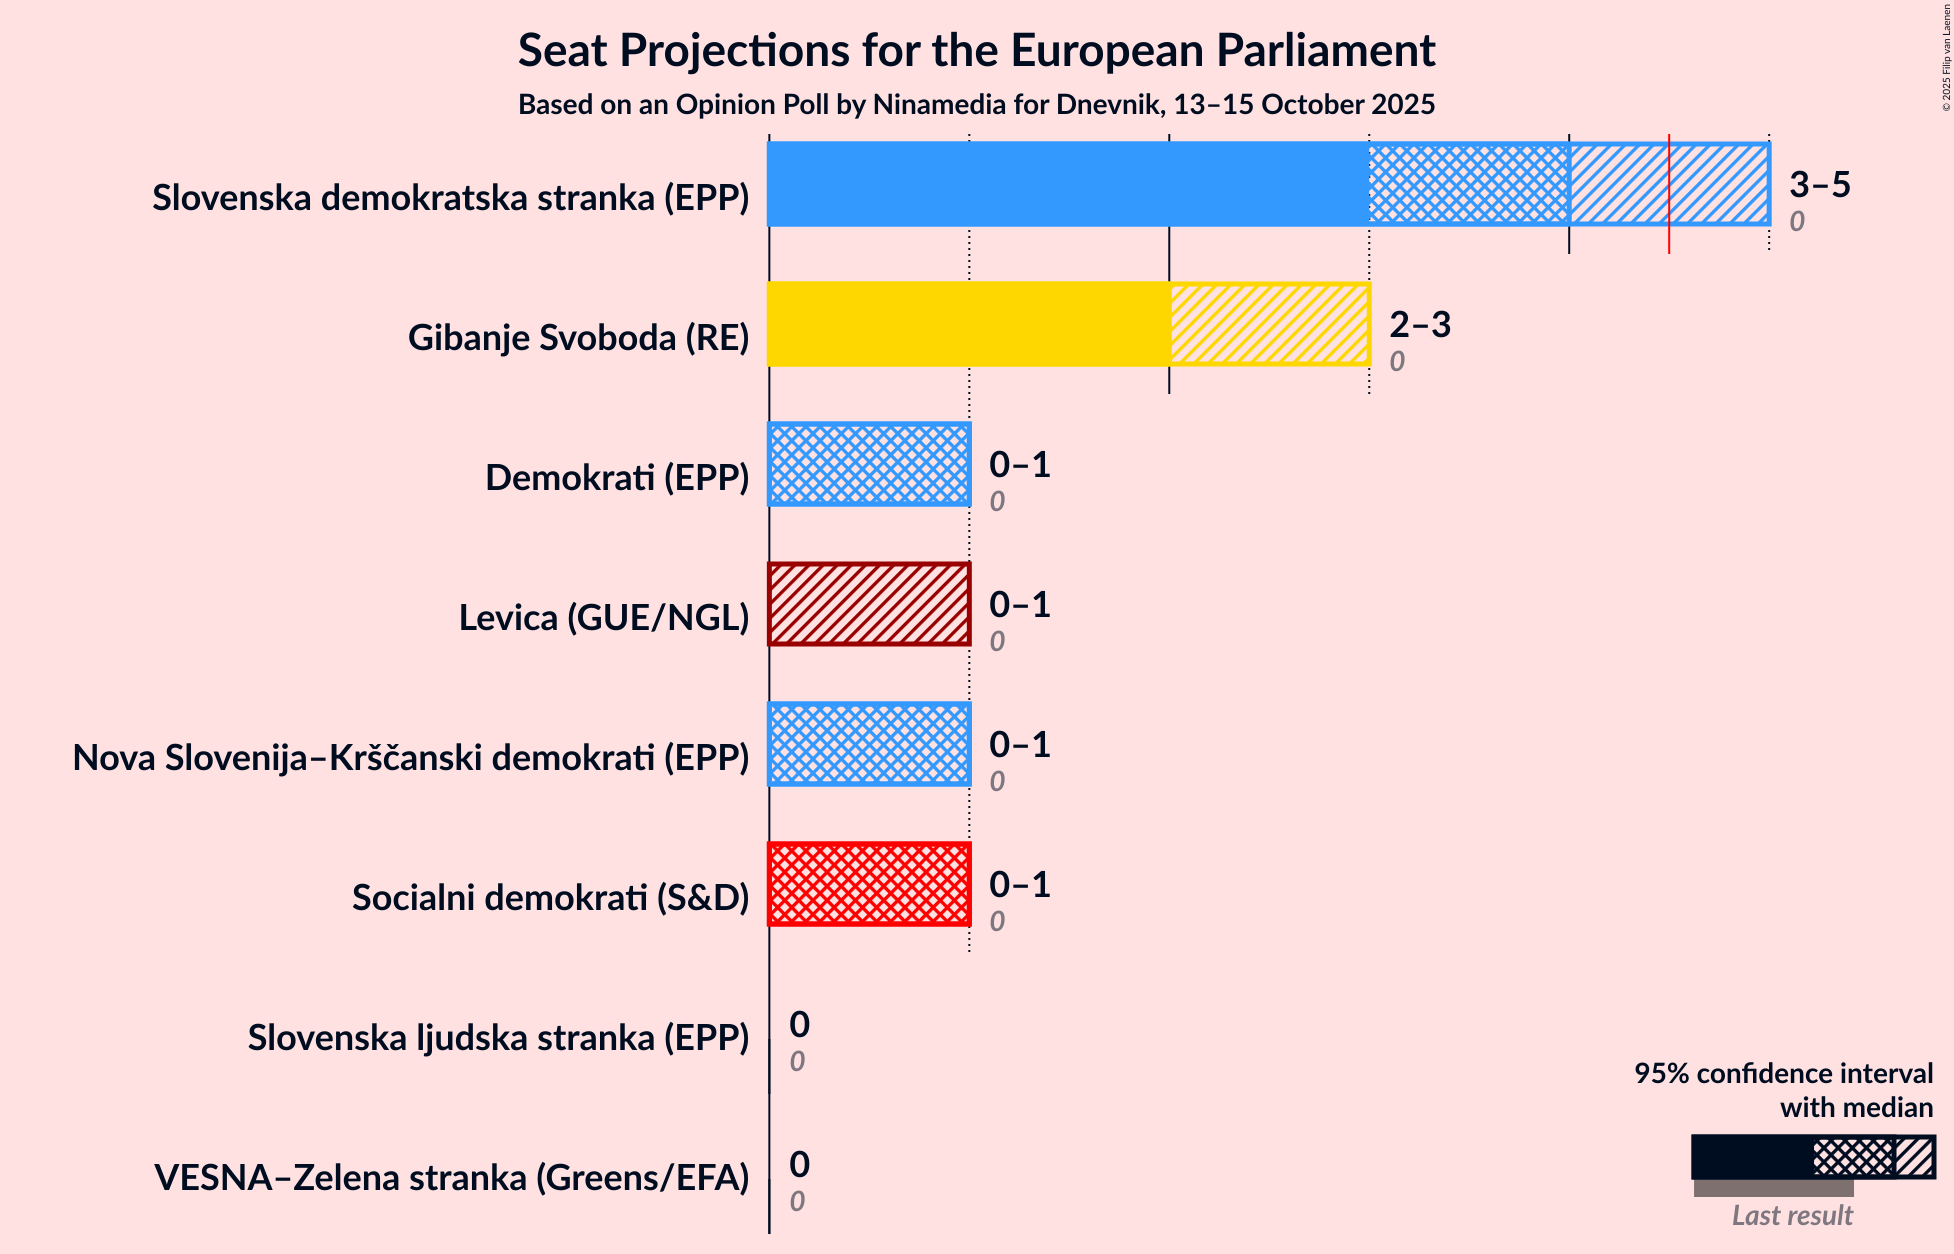 Seat Projections for the European Parliament
Based on an Opinion Poll by Ninamedia for Dnevnik, 13–15 October 2025
© 2025 Filip van Laenen
Slovenska demokratska stranka (EPP)
3–5
0
Gibanje Svoboda (RE)
2–3
0
Demokrati (EPP)
0–1
0
Levica (GUE/NGL)
0–1
0
Nova Slovenija–Krščanski demokrati (EPP)
0–1
0
Socialni demokrati (S&D)
0–1
0
Slovenska ljudska stranka (EPP)
0
0
VESNA–Zelena stranka (Greens/EFA)
0
0
95% confidence interval
with median
Last result